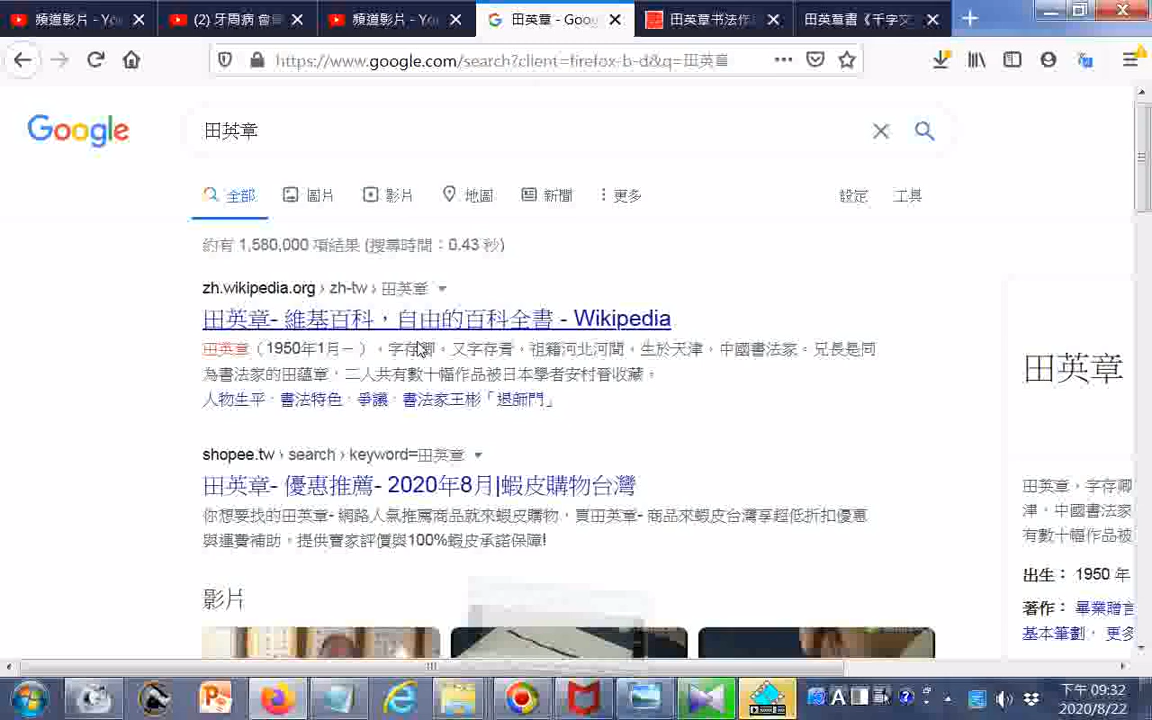 頻道影片 - Yo
(2) 牙周病 會
頻道影片 - Yo
田英章 - Goo
田英章书法作
田英章書《千字文
https://www.google.com/search?client=firefox-b-d&q=田英章
Google
田英章
全部
圖片
影片
地圖
新聞
更多
設定
工具
約有 1,580,000 項結果 (搜尋時間：0.43 秒)
zh.wikipedia.org › zh-tw › 田英章
田英章- 維基百科，自由的百科全書 - Wikipedia
田英章（1950年1月－），字存卿。又字存青，祖籍河北河間，生於天津，中國書法家。兄長是同
為書法家的田蘊章，二人共有數十幅作品被日本學者安村晉收藏。
人物生平 · 書法特色 · 爭議 · 書法家王彬「退師門」
shopee.tw › search › keyword=田英章
田英章- 優惠推薦- 2020年8月|蝦皮購物台灣
你想要找的田英章- 網路人氣推薦商品就來蝦皮購物，買田英章- 商品來蝦皮台灣享超低折扣優惠
與運費補助。提供賣家評價與100%蝦皮承諾保障!
影片
田英章
田英章，字存卿
津，中國書法家
有數十幅作品被
出生： 1950 年
著作： 畢業贈言
基本筆劃， 更多
下午 09:32
2020/8/22